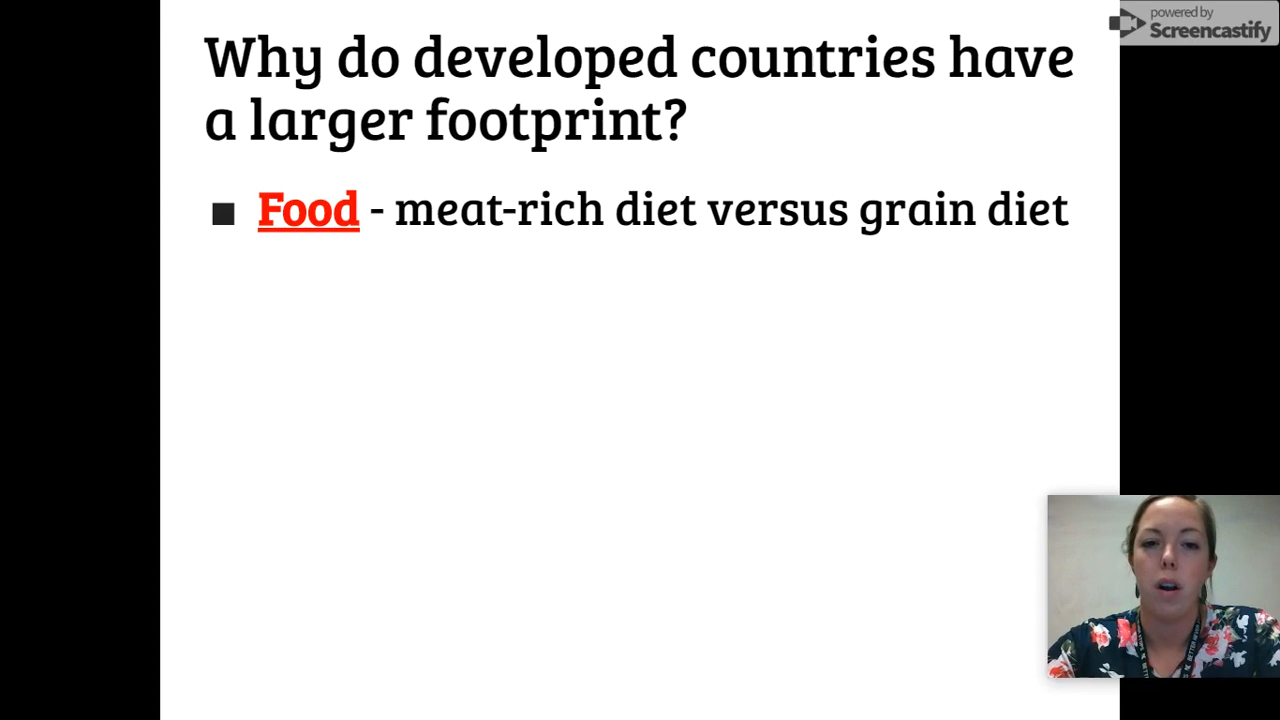 powered by
Screencastify
Why do developed countries have
a larger footprint?
■ Food - meat-rich diet versus grain diet